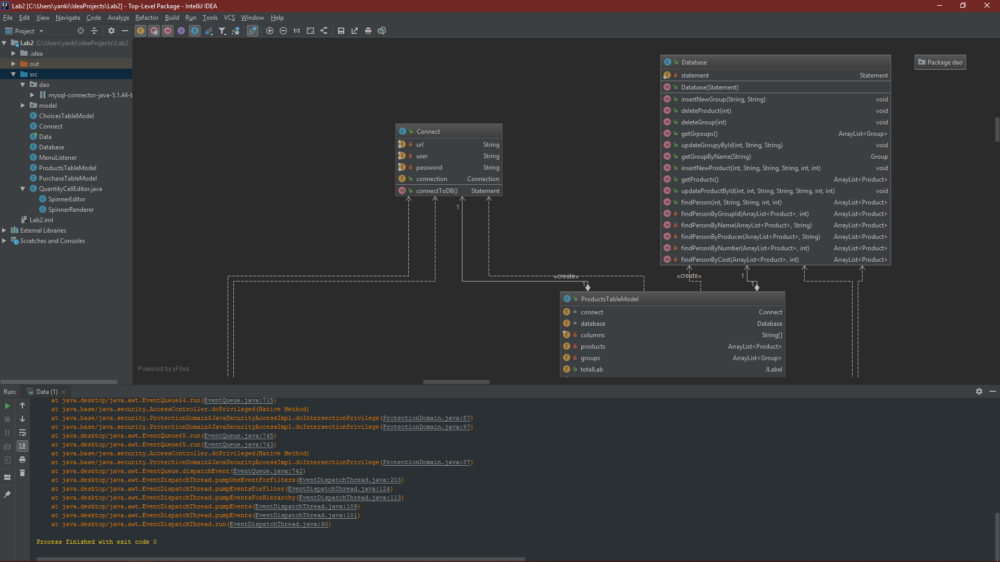 Lab2 [C:\Users\yanki\IdeaProjects\Lab2] - Top-Level Package - IntelliJ IDEA
File Edit View Navigate Code Analyze Refactor Build Run Tools VCS Window Help
Project
1:1
Lab2 C:\Users\yanki\IdeaProjects\Lab2
.idea
out
src
dao
mysql-connector-java-5.1.44-b
model
ChoicesTableModel
Connect
Data
Database
MenuListener
ProductsTableModel
PurchaseTableModel
QuantityCellEditor.java
SpinnerEditor
SpinnerRenderer
Lab2.iml
External Libraries
Scratches and Consoles
Connect
url String
user String
password String
connection Connection
connectToDB() Statement
Database
statement Statement
Database(Statement)
insertNewGroup(String, String) void
deleteProduct(int) void
deleteGroup(int) void
getGrpoups() ArrayList<Group>
updateGroupyById(int, String, String) void
getGroupByName(String) Group
insertNewProduct(int, String, String, String, int, int) void
getProducts() ArrayList<Product>
updateProductById(int, int, String, String, String, int, int) void
findPerson(int, String, String, int, int) ArrayList<Product>
findPersonByGroupId(ArrayList<Product>, int) ArrayList<Product>
findPersonByName(ArrayList<Product>, String) ArrayList<Product>
findPersonByProducer(ArrayList<Product>, String) ArrayList<Product>
findPersonByNumber(ArrayList<Product>, int) ArrayList<Product>
findPersonByCost(ArrayList<Product>, int) ArrayList<Product>
Package dao
1
«create»
1
«create»
1
1
ProductsTableModel
connect Connect
database Database
columns String[]
products ArrayList<Product>
groups ArrayList<Group>
totalLab JLabel
Powered by yFiles
Run: Data (1)
at java.desktop/java.awt.EventQueue$4.run(EventQueue.java:715)
at java.base/java.security.AccessController.doPrivileged(Native Method)
at java.base/java.security.ProtectionDomain$JavaSecurityAccessImpl.doIntersectionPrivilege(ProtectionDomain.java:87)
at java.base/java.security.ProtectionDomain$JavaSecurityAccessImpl.doIntersectionPrivilege(ProtectionDomain.java:97)
at java.desktop/java.awt.EventQueue$5.run(EventQueue.java:745)
at java.desktop/java.awt.EventQueue$5.run(EventQueue.java:743)
at java.base/java.security.AccessController.doPrivileged(Native Method)
at java.base/java.security.ProtectionDomain$JavaSecurityAccessImpl.doIntersectionPrivilege(ProtectionDomain.java:87)
at java.desktop/java.awt.EventQueue.dispatchEvent(EventQueue.java:742)
at java.desktop/java.awt.EventDispatchThread.pumpOneEventForFilters(EventDispatchThread.java:203)
at java.desktop/java.awt.EventDispatchThread.pumpEventsForFilter(EventDispatchThread.java:124)
at java.desktop/java.awt.EventDispatchThread.pumpEventsForHierarchy(EventDispatchThread.java:113)
at java.desktop/java.awt.EventDispatchThread.pumpEvents(EventDispatchThread.java:109)
at java.desktop/java.awt.EventDispatchThread.pumpEvents(EventDispatchThread.java:101)
at java.desktop/java.awt.EventDispatchThread.run(EventDispatchThread.java:90)
Process finished with exit code 0